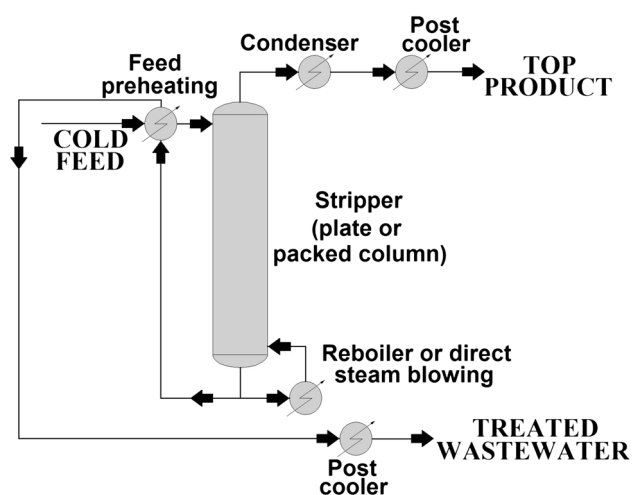 Condenser
Post
cooler
Feed
preheating
TOP
PRODUCT
COLD
FEED
Stripper
(plate or
packed column)
Reboiler or direct
steam blowing
TREATED
WASTEWATER
Post
cooler